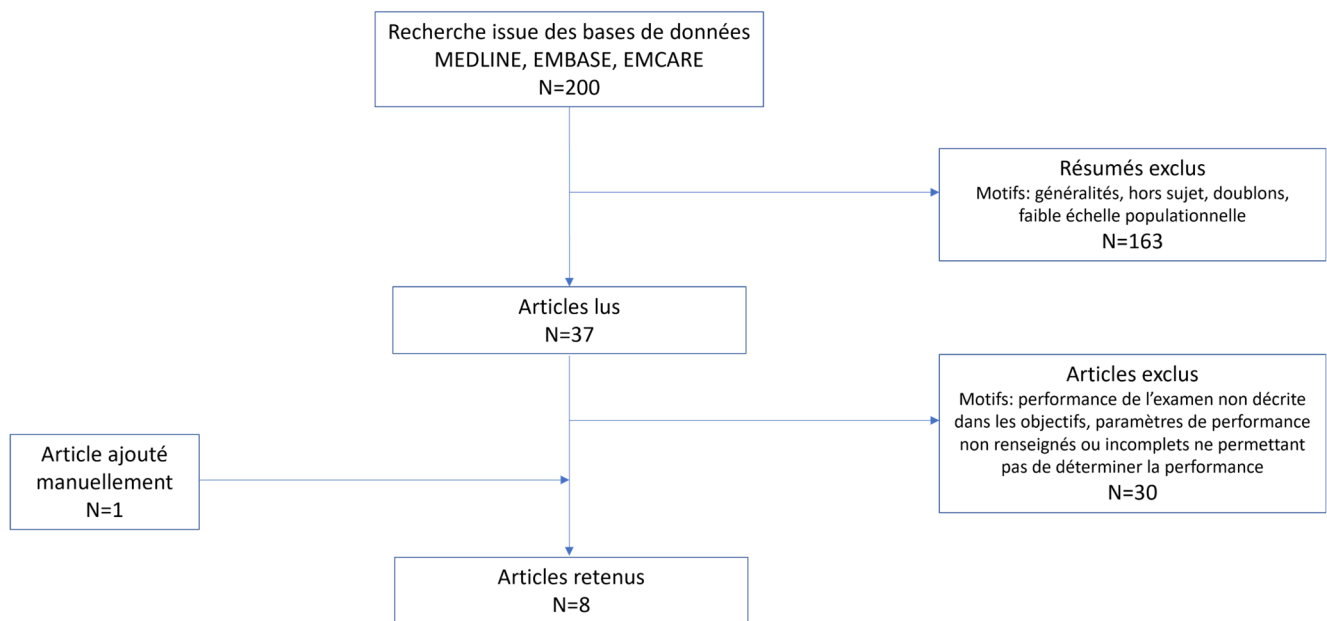 Recherche issue des bases de données
MEDLINE, EMBASE, EMCARE
N=200
Résumés exclus
Motifs: généralités, hors sujet, doublons,
faible échelle populationnelle
N=163
Articles lus
N=37
Articles exclus
Motifs: performance de l’examen non décrite
dans les objectifs, paramètres de performance
non renseignés ou incomplets ne permettant
pas de déterminer la performance
N=30
Article ajouté
manuellement
N=1
Articles retenus
N=8